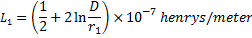 L₁ = (1/2 + 2 ln D/r₁) × 10⁻⁷ henrys/meter